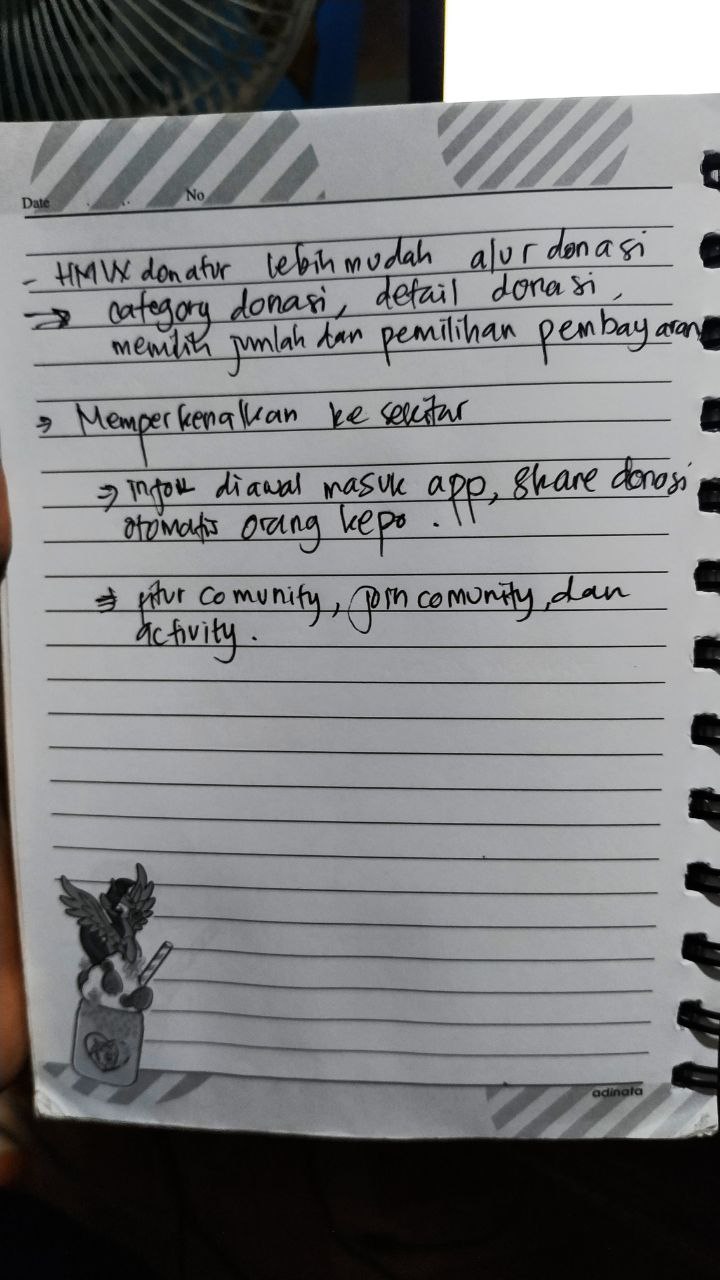 Date No
- HMW donatur lebih mudah alur donasi
→ category donasi, detail donasi,
memilih jumlah dan pemilihan pembayaran
⇒ Memperkenalkan ke sekitar
⇒ diawal masuk app, share donasi
otomatis orang kepo.
⇒ fitur comunity, join comunity, dan
activity.
adinata